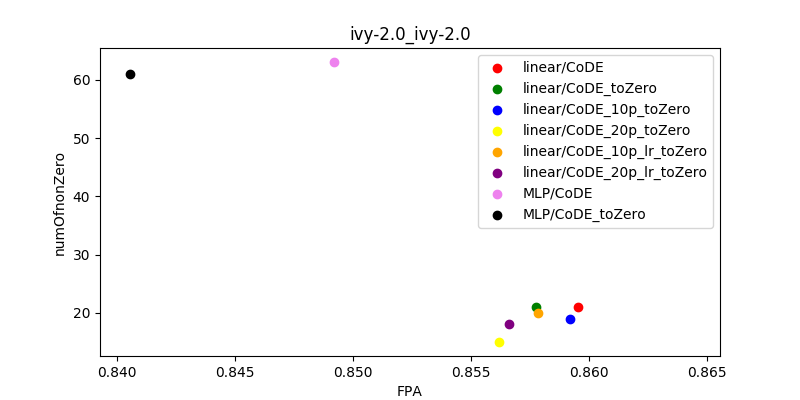 ivy-2.0_ivy-2.0
numOfnonZero
60
50
40
30
20
linear/CoDE
linear/CoDE_toZero
linear/CoDE_10p_toZero
linear/CoDE_20p_toZero
linear/CoDE_10p_lr_toZero
linear/CoDE_20p_lr_toZero
MLP/CoDE
MLP/CoDE_toZero
0.840 0.845 0.850 0.855 0.860 0.865
FPA